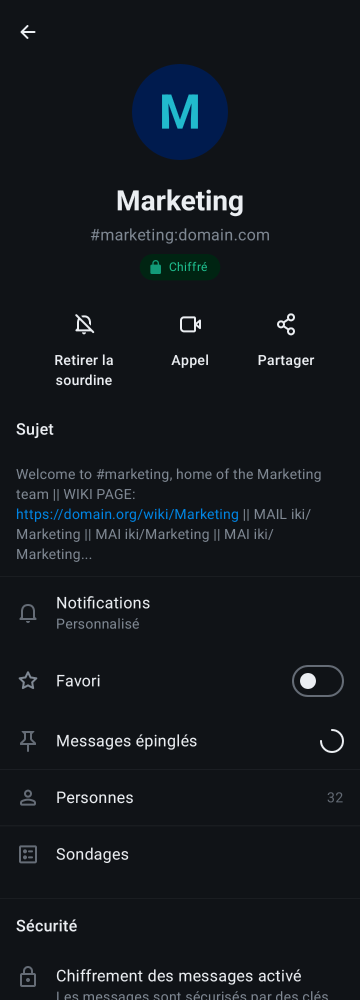 M
Marketing
#marketing:domain.com
Chiffré
Retirer la
sourdine
Appel
Partager
Sujet
Welcome to #marketing, home of the Marketing
team || WIKI PAGE:
https://domain.org/wiki/Marketing || MAIL iki/
Marketing || MAI iki/Marketing || MAI iki/
Marketing...
Notifications
Personnalisé
Favori
Messages épinglés
Personnes 32
Sondages
Sécurité
Chiffrement des messages activé
Les messages sont sécurisés par des clés